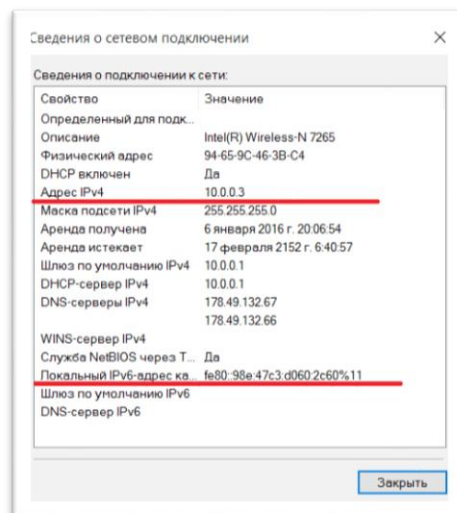 Сведения о сетевом подключении
Сведения о подключении к сети:
Свойство Значение
Определенный для подк...
Описание Intel(R) Wireless-N 7265
Физический адрес 94-65-9C-46-3B-C4
DHCP включен Да
Адрес IPv4 10.0.0.3
Маска подсети IPv4 255.255.255.0
Аренда получена 6 января 2016 г. 20:06:54
Аренда истекает 17 февраля 2152 г. 6:40:57
Шлюз по умолчанию IPv4 10.0.0.1
DHCP-сервер IPv4 10.0.0.1
DNS-серверы IPv4 178.49.132.67
178.49.132.66
WINS-сервер IPv4
Служба NetBIOS через T... Да
Локальный IPv6-адрес ка... fe80::98e:47c3:d060:2c60%11
Шлюз по умолчанию IPv6
DNS-сервер IPv6
Закрыть